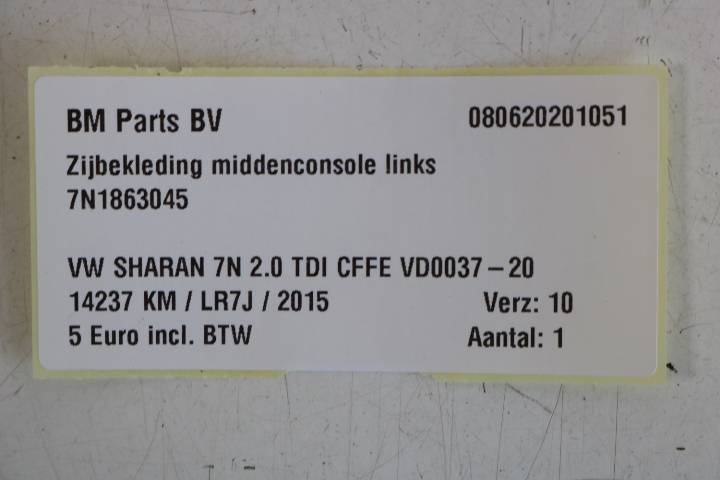 BM Parts BV 080620201051
Zijbekleding middenconsole links
7N1863045
VW SHARAN 7N 2.0 TDI CFFE VD0037-20
14237 KM / LR7J / 2015 Verz: 10
5 Euro incl. BTW Aantal: 1